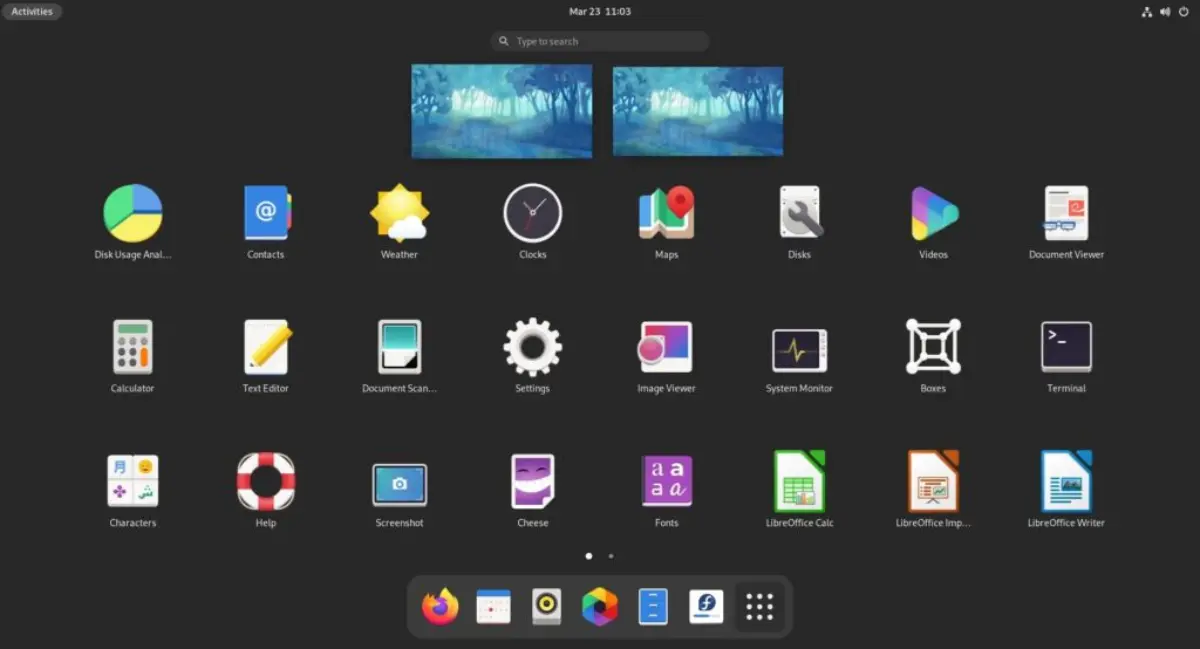 Activities
Mar 23 11:03
Type to search
Disk Usage Anal...
Contacts
Weather
Clocks
Maps
Disks
Videos
Document Viewer
Calculator
Text Editor
Document Scan...
Settings
Image Viewer
System Monitor
Boxes
Terminal
Characters
Help
Screenshot
Cheese
Fonts
LibreOffice Calc
LibreOffice Imp...
LibreOffice Writer